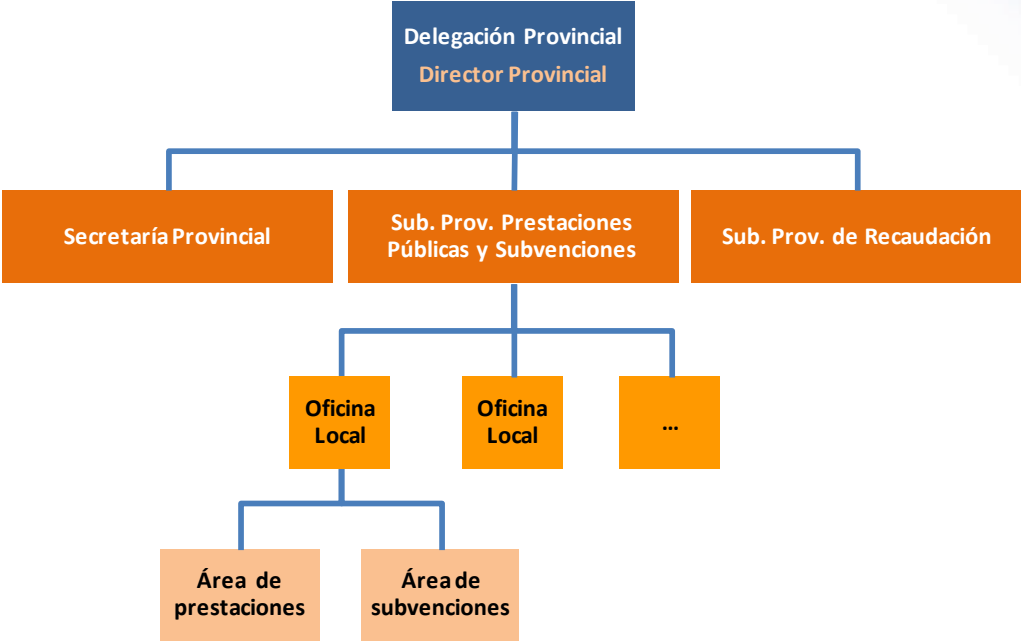 Delegación Provincial
Director Provincial
Secretaría Provincial
Sub. Prov. Prestaciones
Públicas y Subvenciones
Sub. Prov. de Recaudación
Oficina
Local
Oficina
Local
...
Área de
prestaciones
Área de
subvenciones